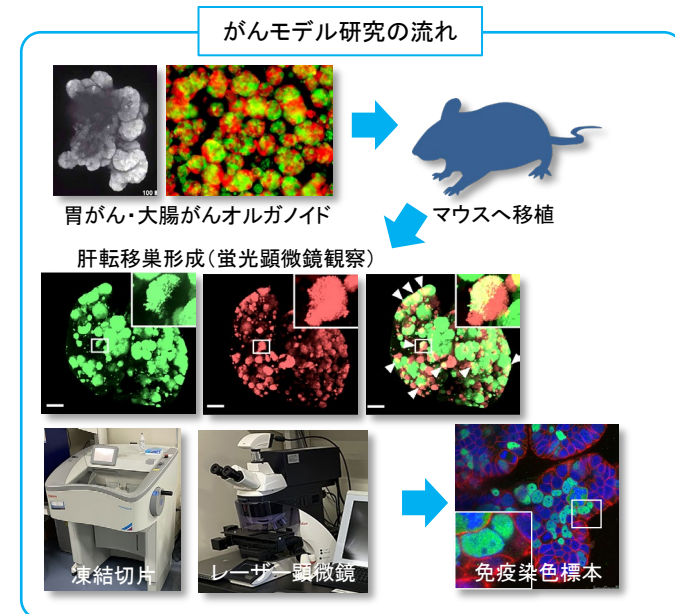 がんモデル研究の流れ
100
胃がん・大腸がんオルガノイド
マウスへ移植
肝転移巣形成（蛍光顕微鏡観察）
凍結切片
レーザー顕微鏡
免疫染色標本